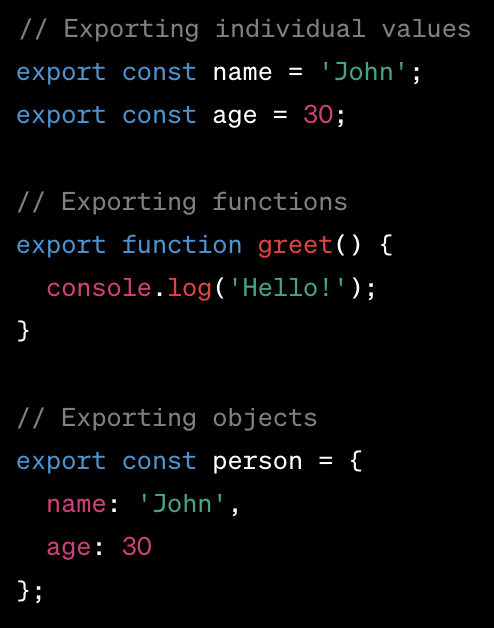 // Exporting individual values
export const name = 'John';
export const age = 30;

// Exporting functions
export function greet() {
  console.log('Hello!');
}

// Exporting objects
export const person = {
  name: 'John',
  age: 30
};